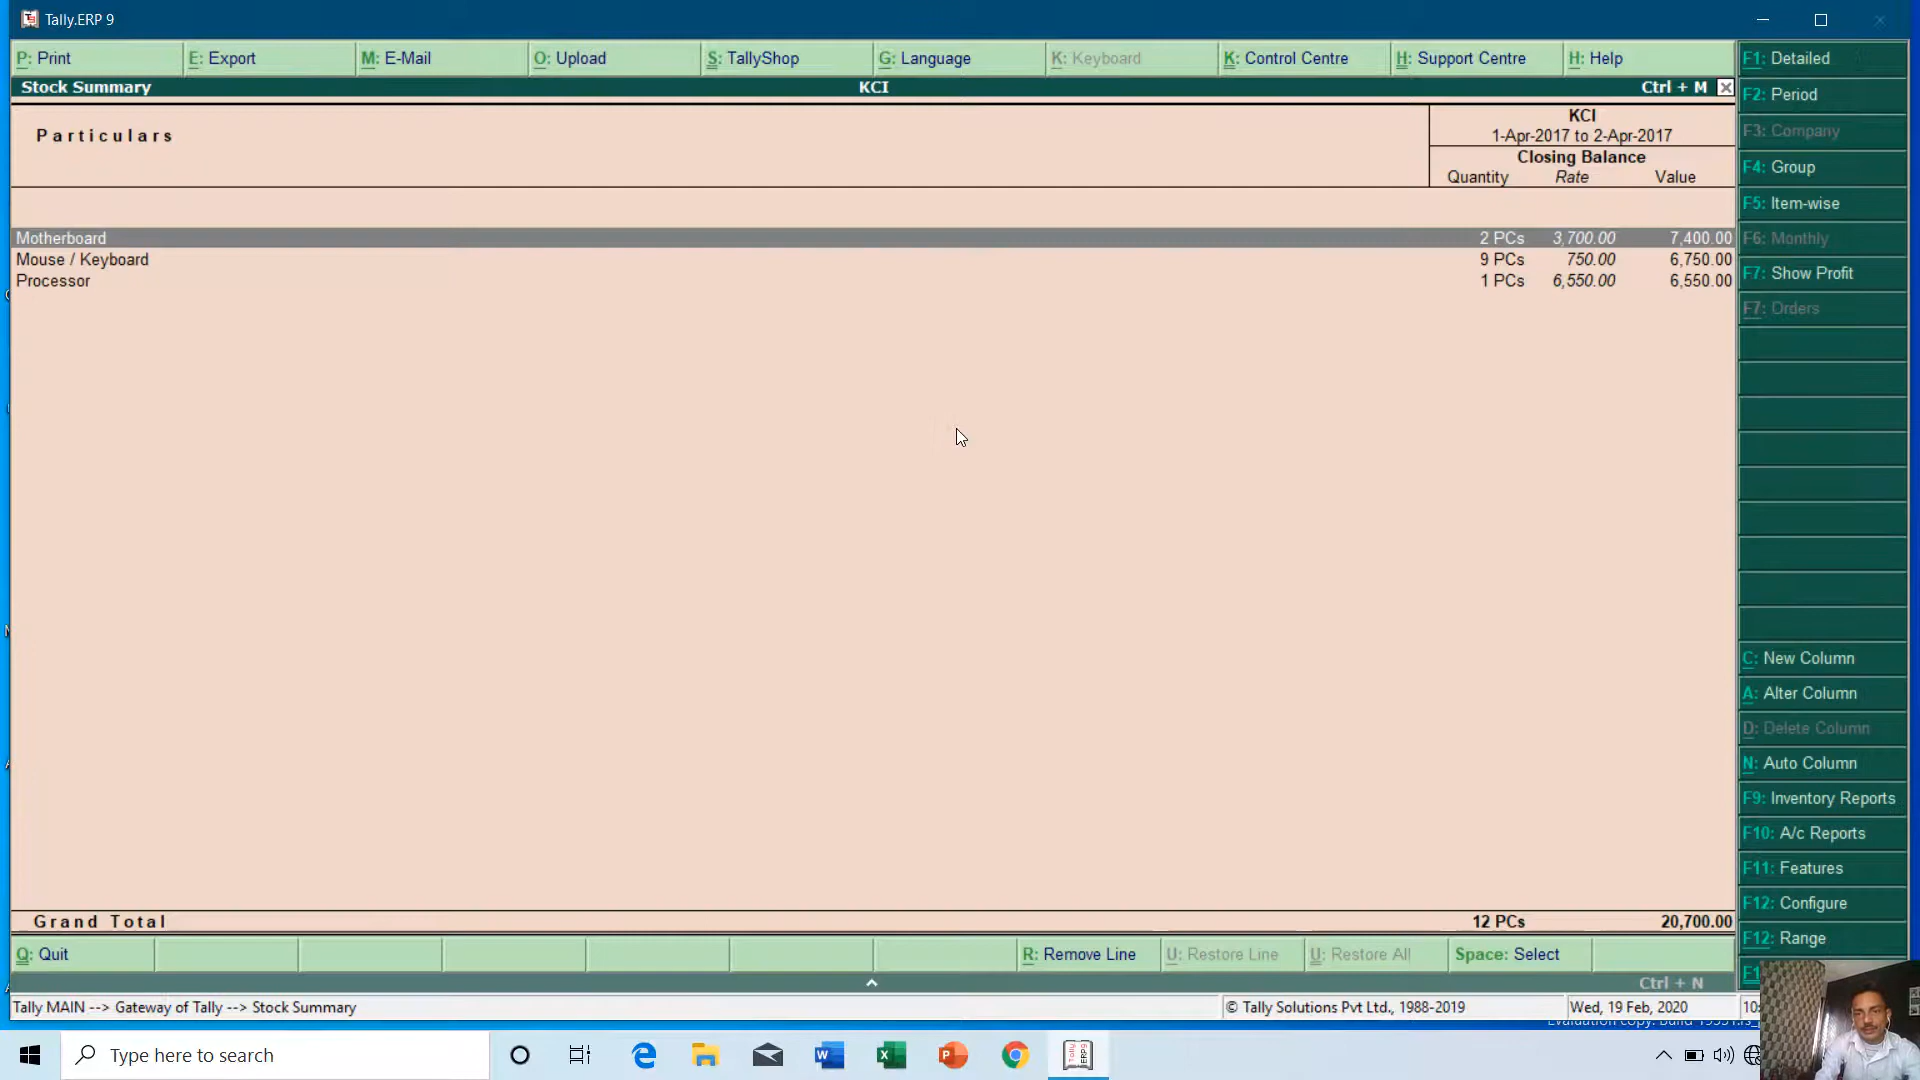 Tally.ERP 9
P: Print
E: Export
M: E-Mail
O: Upload
S: TallyShop
G: Language
K: Keyboard
K: Control Centre
H: Support Centre
H: Help
Stock Summary
KCI
Ctrl + M
Particulars
KCI
1-Apr-2017 to 2-Apr-2017
Closing Balance
Quantity Rate Value
Motherboard 2 PCs 3,700.00 7,400.00
Mouse / Keyboard 9 PCs 750.00 6,750.00
Processor 1 PCs 6,550.00 6,550.00
Grand Total 12 PCs 20,700.00
F1: Detailed
F2: Period
F3: Company
F4: Group
F5: Item-wise
F6: Monthly
F7: Show Profit
F7: Orders
C: New Column
A: Alter Column
D: Delete Column
N: Auto Column
F9: Inventory Reports
F10: A/c Reports
F11: Features
F12: Configure
F12: Range
Q: Quit
R: Remove Line
U: Restore Line
U: Restore All
Space: Select
Ctrl + N
Tally MAIN --> Gateway of Tally --> Stock Summary
© Tally Solutions Pvt Ltd., 1988-2019
Wed, 19 Feb, 2020
Type here to search